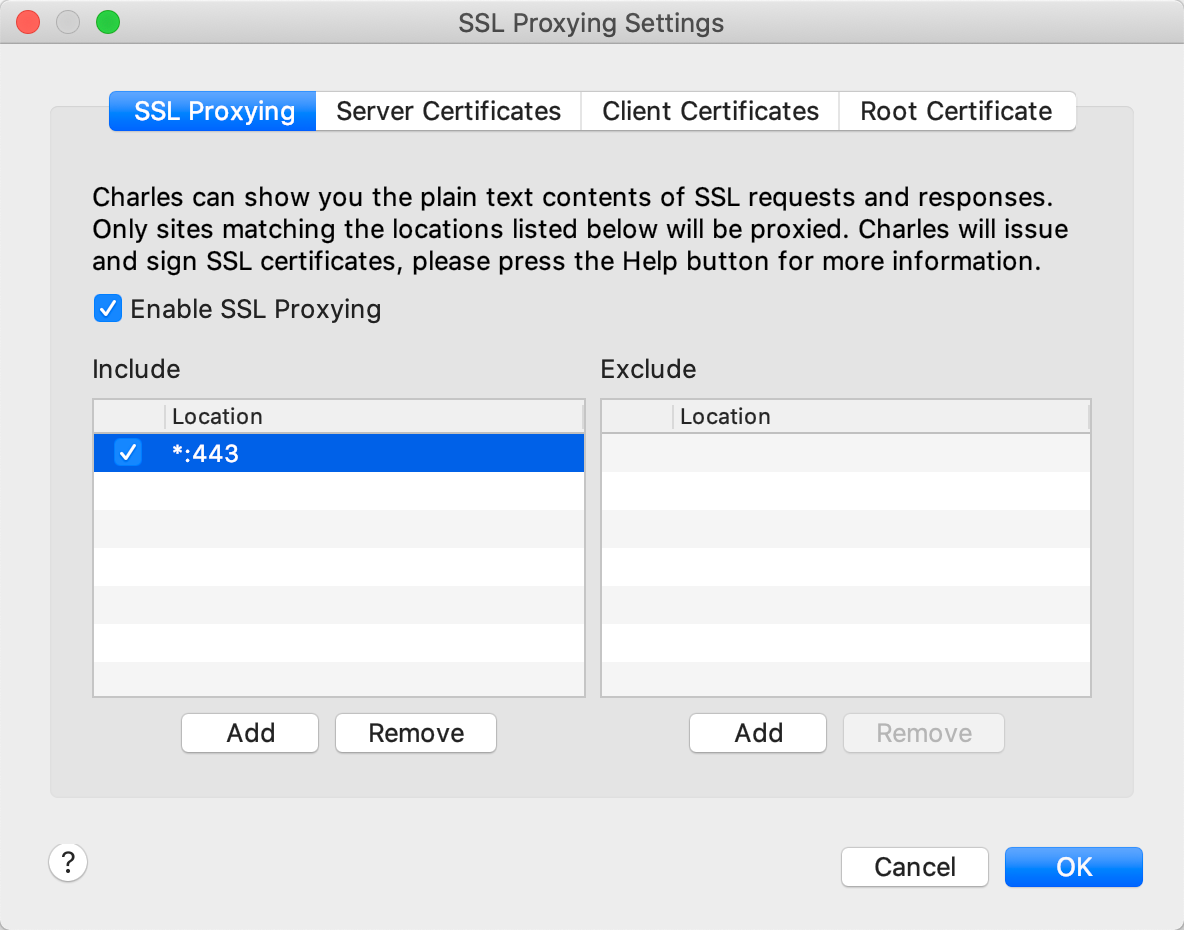 SSL Proxying Settings
SSL Proxying
Server Certificates
Client Certificates
Root Certificate
Charles can show you the plain text contents of SSL requests and responses.
Only sites matching the locations listed below will be proxied. Charles will issue
and sign SSL certificates, please press the Help button for more information.
Enable SSL Proxying
Include
Exclude
Location
Location
*:443
Add
Remove
Add
Remove
?
Cancel
OK